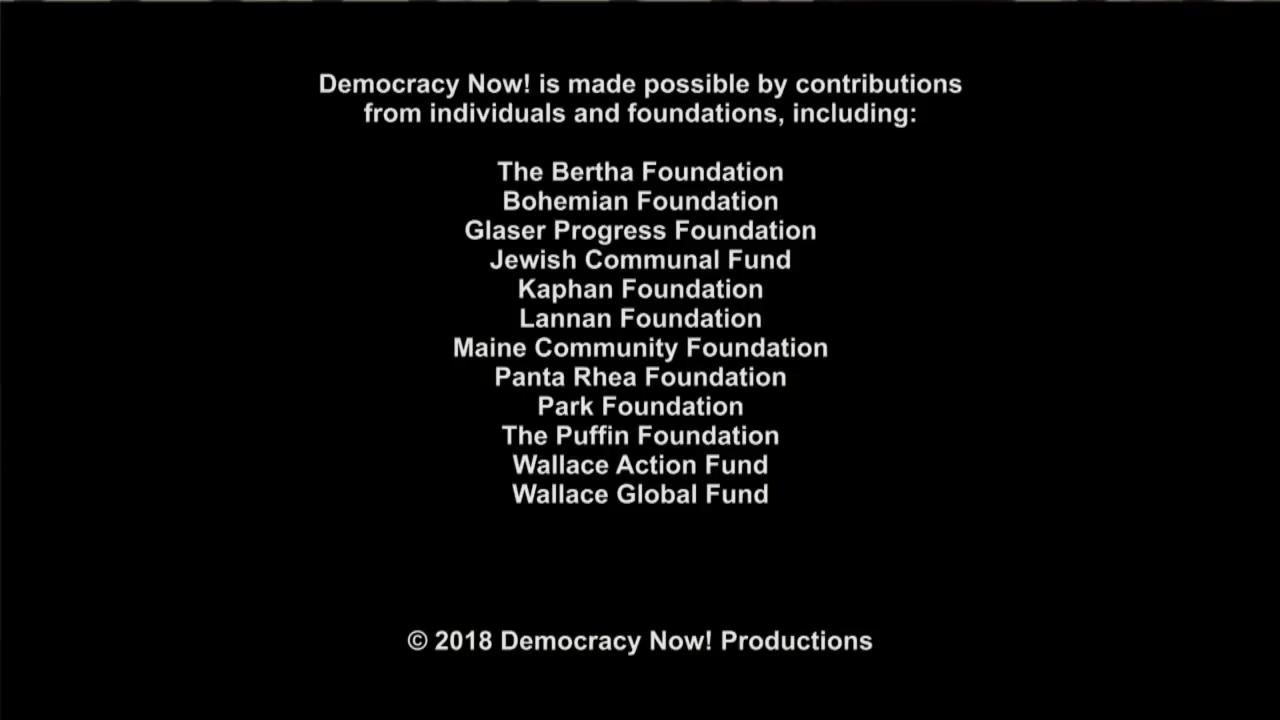 Democracy Now! is made possible by contributions
from individuals and foundations, including:
The Bertha Foundation
Bohemian Foundation
Glaser Progress Foundation
Jewish Communal Fund
Kaphan Foundation
Lannan Foundation
Maine Community Foundation
Panta Rhea Foundation
Park Foundation
The Puffin Foundation
Wallace Action Fund
Wallace Global Fund
© 2018 Democracy Now! Productions